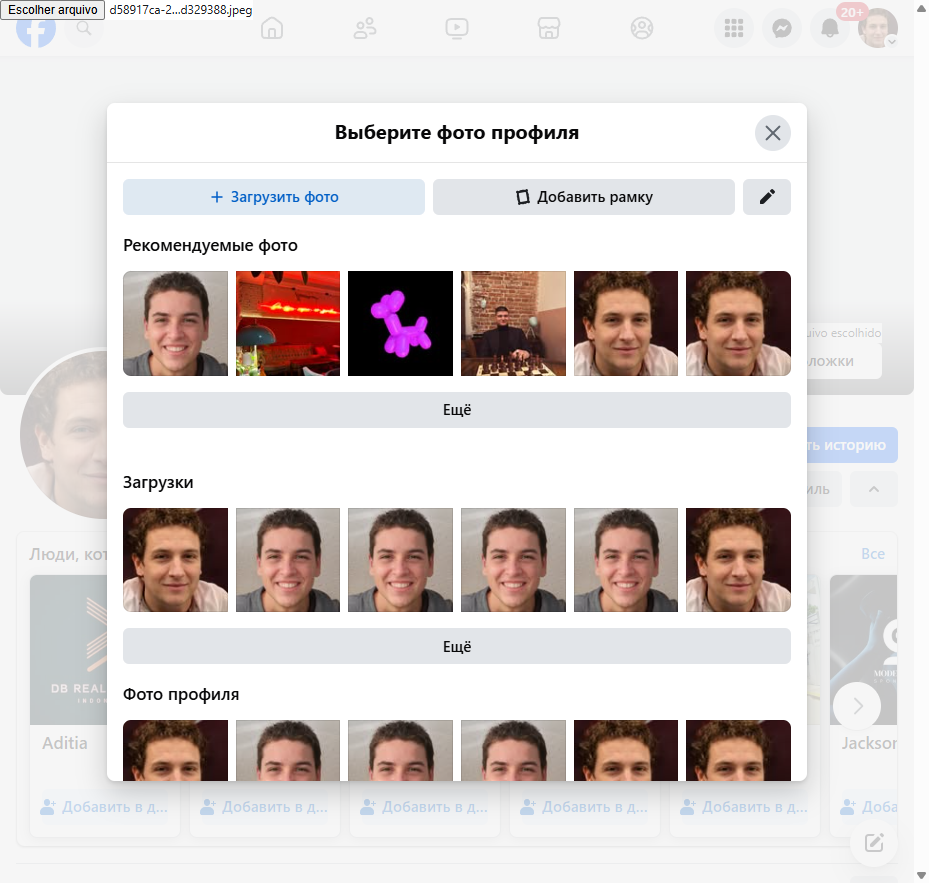 Escolher arquivo d58917ca-2...d329388.jpeg
20+
Выберите фото профиля
Загрузить фото
Добавить рамку
Рекомендуемые фото
Ещё
Загрузки
Ещё
Фото профиля
escolhido
ложки
ть историю
иль
Люди, кот
Все
DB REAL
Aditia
Jackson
Добавить в д...
Добавить в д...
Добавить в д...
Добавить в д...
Добавить в д...
Доба